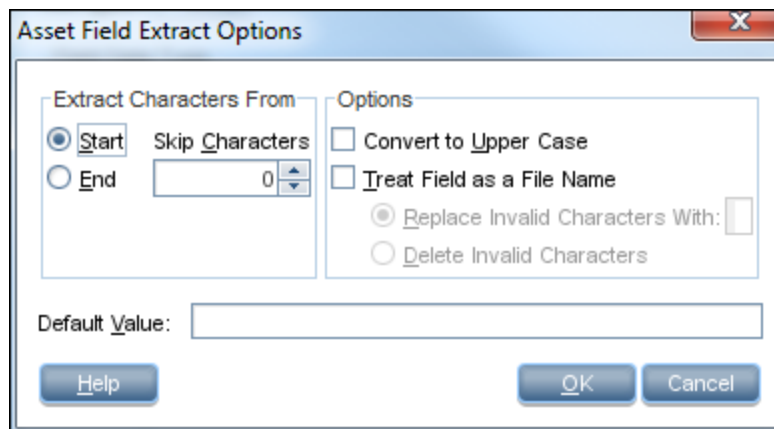 Asset Field Extract Options
Extract Characters From
Start Skip Characters
End 0
Options
Convert to Upper Case
Treat Field as a File Name
Replace Invalid Characters With:
Delete Invalid Characters
Default Value:
Help OK Cancel